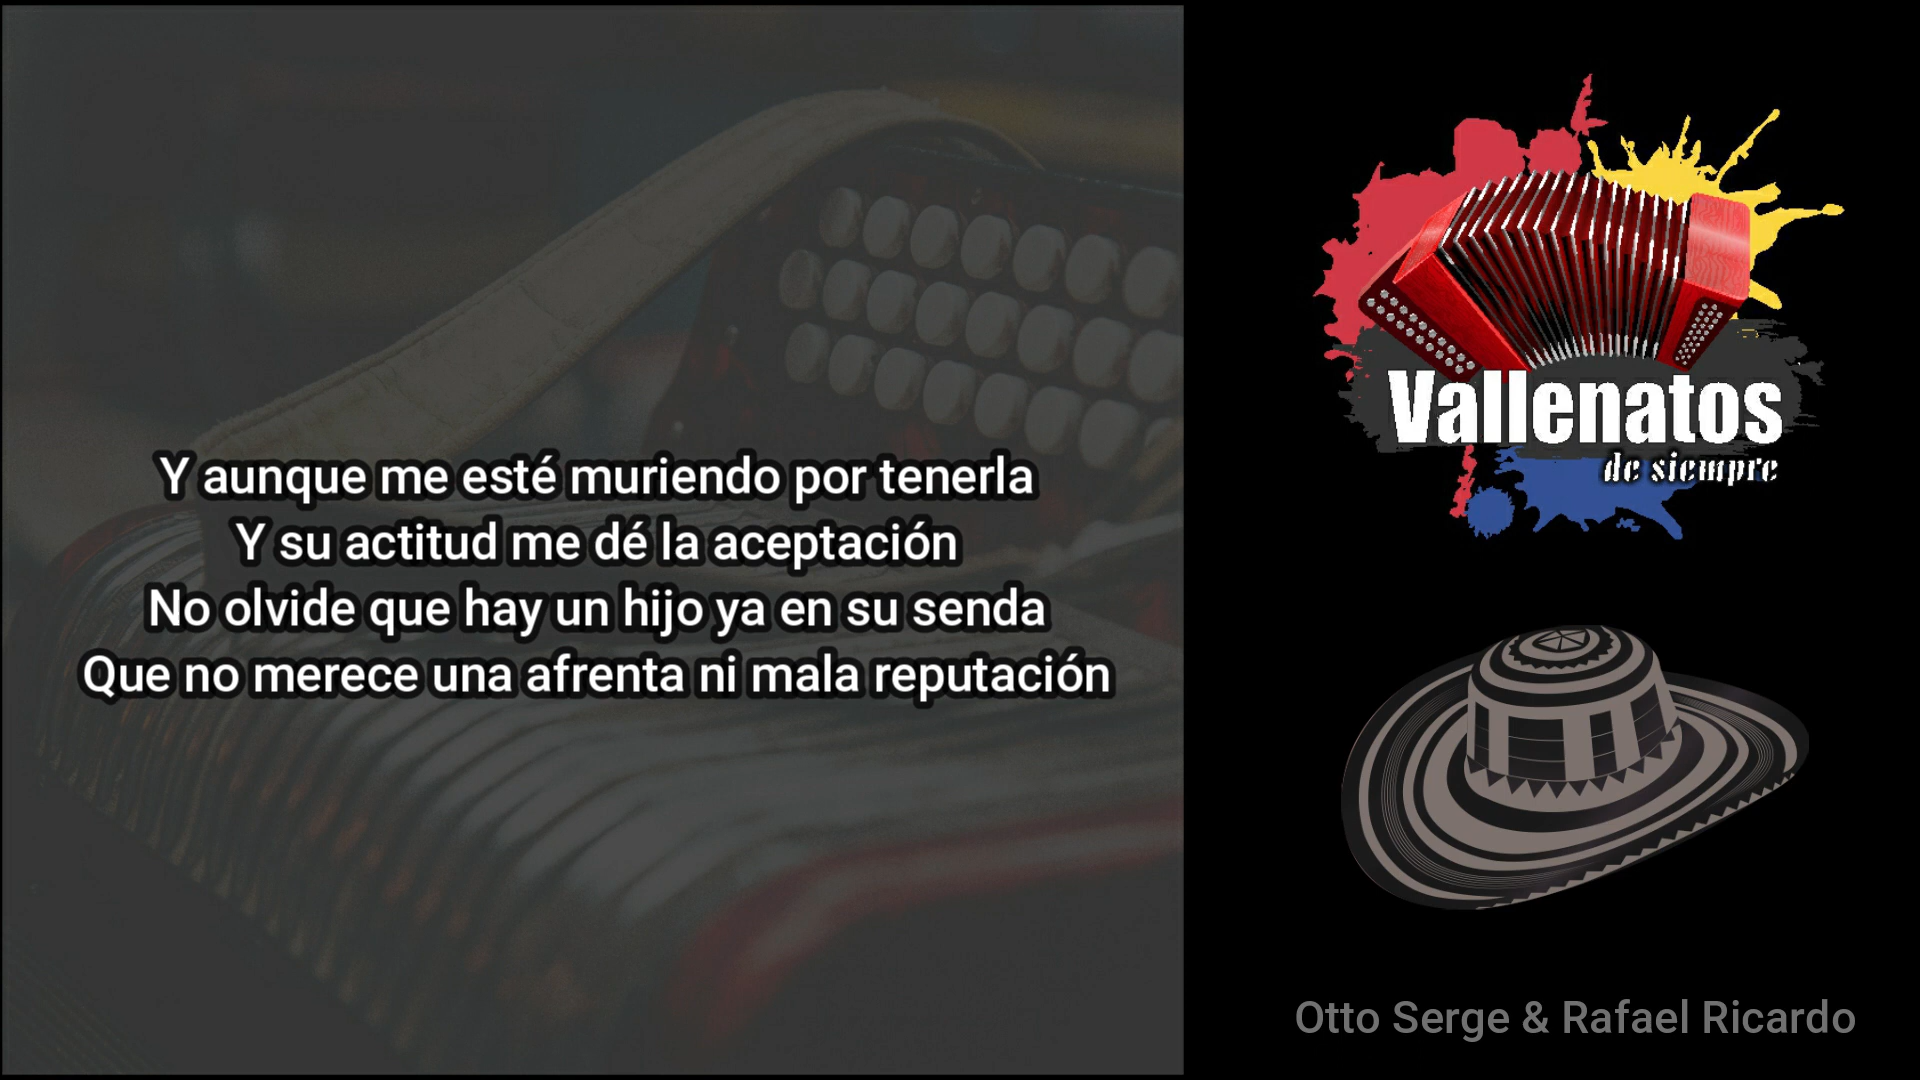 Y aunque me esté muriendo por tenerla
Y su actitud me dé la aceptación
No olvide que hay un hijo ya en su senda
Que no merece una afrenta ni mala reputación
Vallenatos
de siempre
Otto Serge & Rafael Ricardo